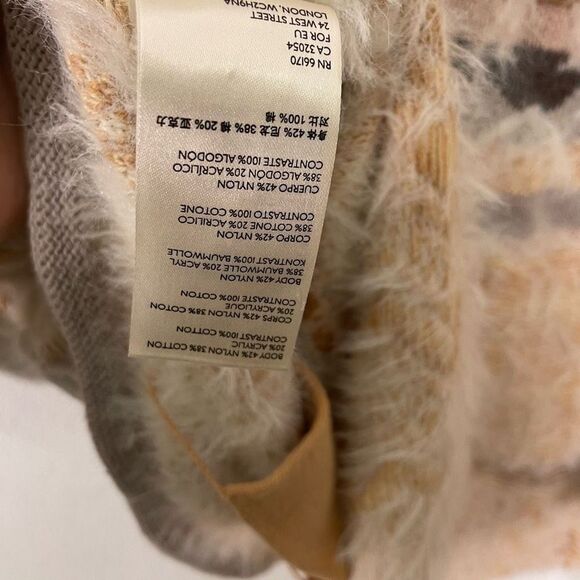 BODY 42% NYLON 38% COTTON
20% ACRYLIC
CONTRAST 100% COTTON
CORPS 42% NYLON 38% COTON
20% ACRYLIQUE
CONTRASTE 100% COTON
BODY 42% NYLON
38% BAUMWOLLE 20% ACRYL
KONTRAST 100% BAUMWOLLE
CORPO 42% NYLON
38% COTONE 20% ACRILICO
CONTRASTO 100% COTONE
CUERPO 42% NYLON
38% ALGODÓN 20% ACRÍLICO
CONTRASTE 100% ALGODÓN
身体 42% 尼龙 38% 棉 20% 亚克力
对比 100% 棉
RN 66170
CA 32054
FOR EU
24 WEST STREET
LONDON, WC2H9NA